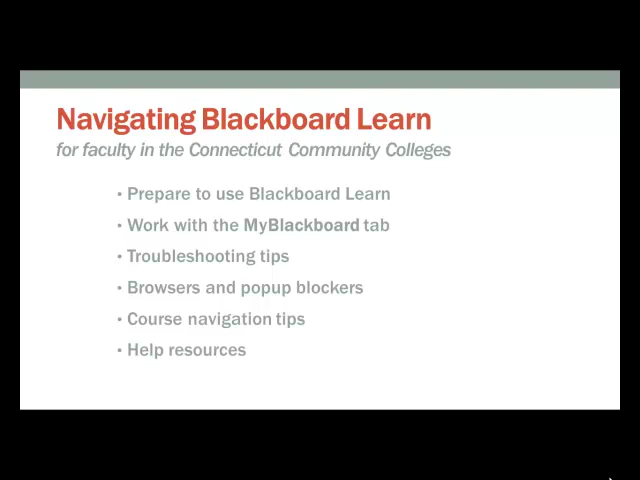 Navigating Blackboard Learn
for faculty in the Connecticut Community Colleges
• Prepare to use Blackboard Learn
• Work with the MyBlackboard tab
• Troubleshooting tips
• Browsers and popup blockers
• Course navigation tips
• Help resources